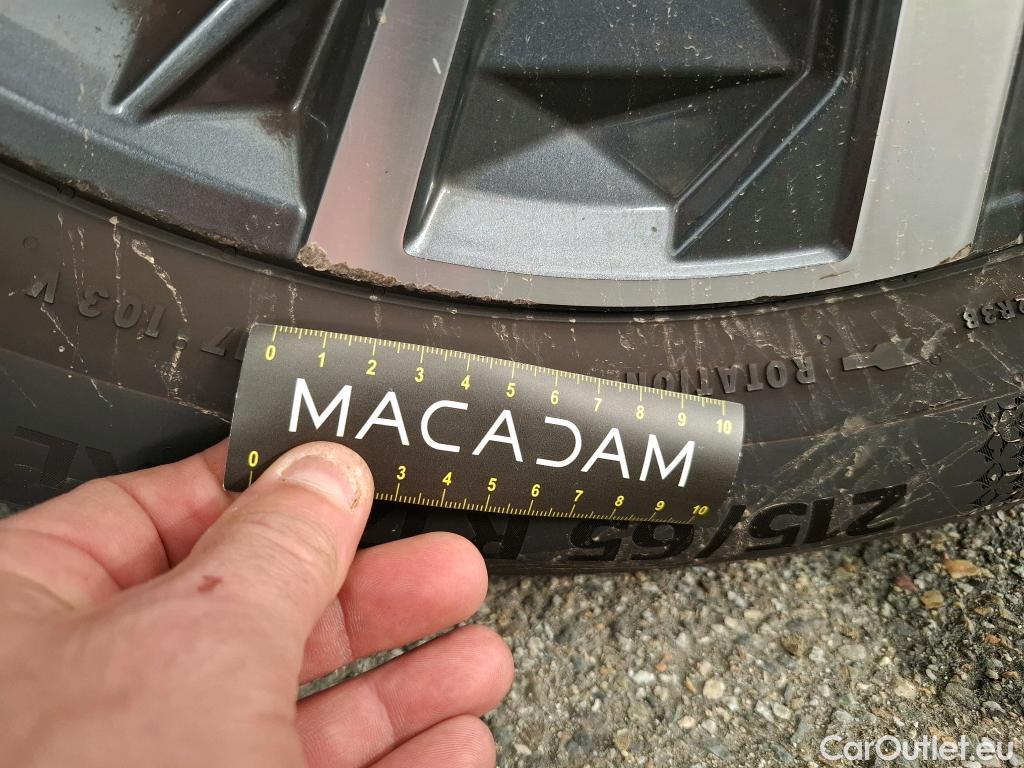 0 1 2 3 4 5 6 7 8 9 10
MACADAM
0 3 4 5 6 7 8 9 10
215/65 R
XL
103 V
ROTATION
CarOutlet.eu